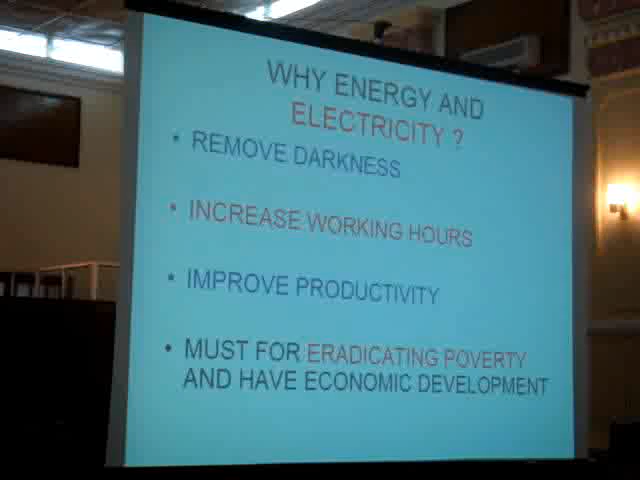 WHY ENERGY AND
ELECTRICITY ?
• REMOVE DARKNESS
• INCREASE WORKING HOURS
• IMPROVE PRODUCTIVITY
• MUST FOR ERADICATING POVERTY
AND HAVE ECONOMIC DEVELOPMENT